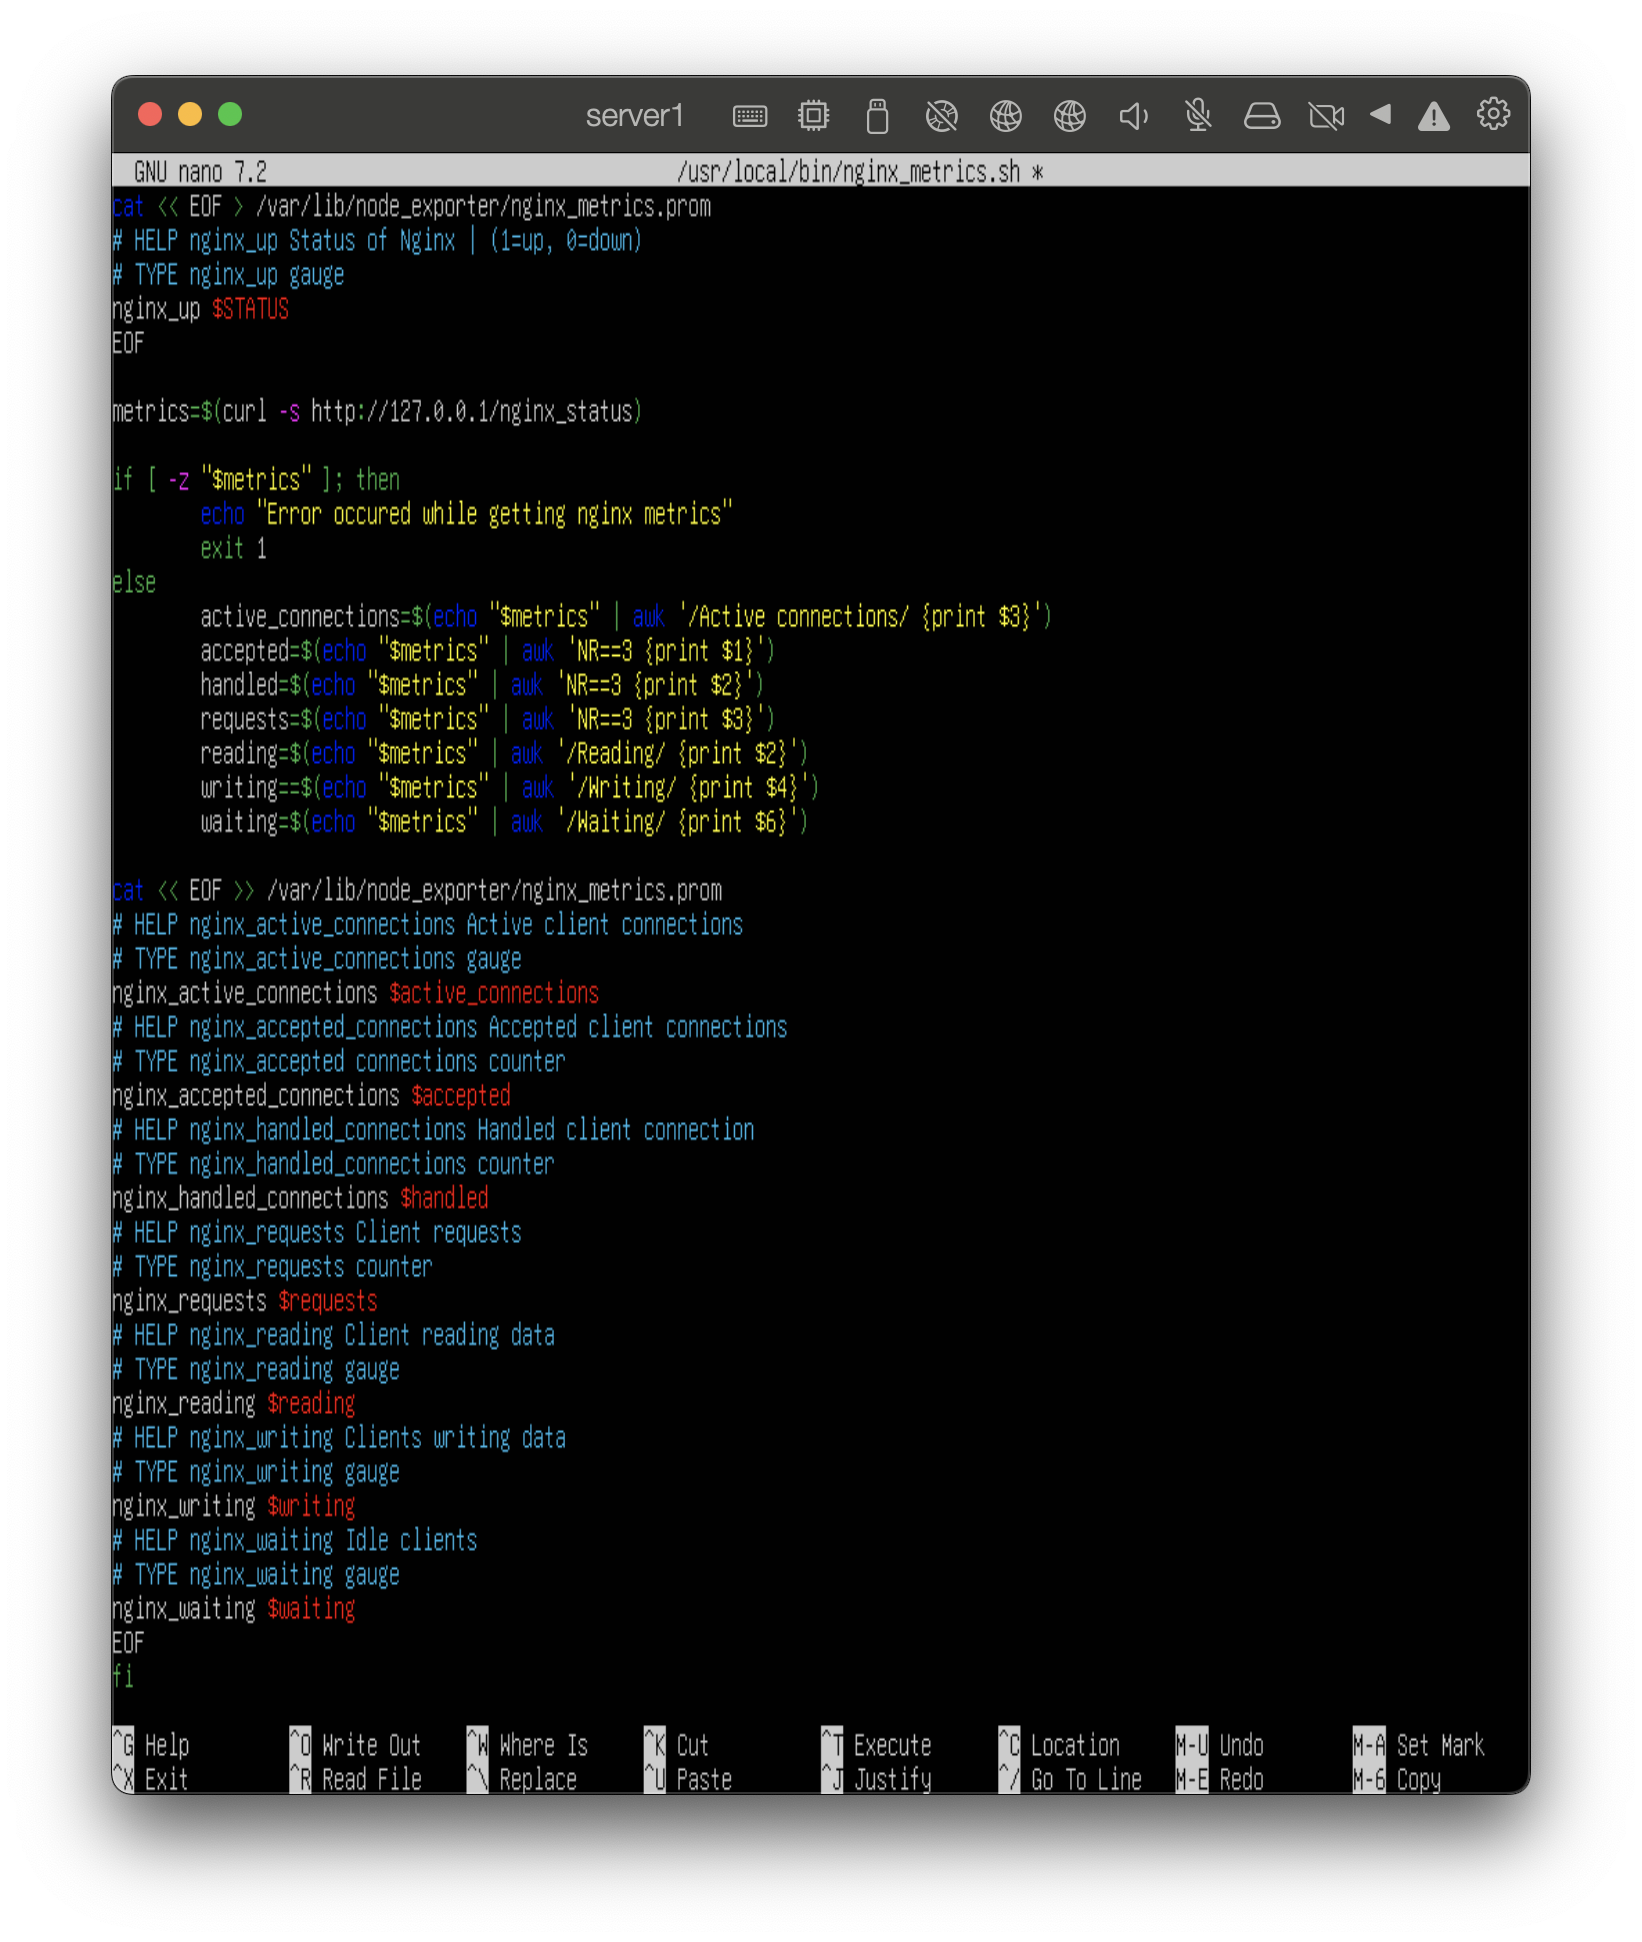 server1
GNU nano 7.2 /usr/local/bin/nginx_metrics.sh *
cat << EOF > /var/lib/node_exporter/nginx_metrics.prom
# HELP nginx_up Status of Nginx | (1=up, 0=down)
# TYPE nginx_up gauge
nginx_up $STATUS
EOF
metrics=$(curl -s http://127.0.0.1/nginx_status)
if [ -z "$metrics" ]; then
echo "Error occured while getting nginx metrics"
exit 1
else
active_connections=$(echo "$metrics" | awk '/Active connections/ {print $3}')
accepted=$(echo "$metrics" | awk 'NR==3 {print $1}')
handled=$(echo "$metrics" | awk 'NR==3 {print $2}')
requests=$(echo "$metrics" | awk 'NR==3 {print $3}')
reading=$(echo "$metrics" | awk '/Reading/ {print $2}')
writing==$(echo "$metrics" | awk '/Writing/ {print $4}')
waiting=$(echo "$metrics" | awk '/Waiting/ {print $6}')
cat << EOF >> /var/lib/node_exporter/nginx_metrics.prom
# HELP nginx_active_connections Active client connections
# TYPE nginx_active_connections gauge
nginx_active_connections $active_connections
# HELP nginx_accepted_connections Accepted client connections
# TYPE nginx_accepted connections counter
nginx_accepted_connections $accepted
# HELP nginx_handled_connections Handled client connection
# TYPE nginx_handled_connections counter
nginx_handled_connections $handled
# HELP nginx_requests Client requests
# TYPE nginx_requests counter
nginx_requests $requests
# HELP nginx_reading Client reading data
# TYPE nginx_reading gauge
nginx_reading $reading
# HELP nginx_writing Clients writing data
# TYPE nginx_writing gauge
nginx_writing $writing
# HELP nginx_waiting Idle clients
# TYPE nginx_waiting gauge
nginx_waiting $waiting
EOF
fi
^G Help ^O Write Out ^W Where Is ^K Cut ^T Execute ^C Location M-U Undo M-A Set Mark
^X Exit ^R Read File ^\ Replace ^U Paste ^J Justify ^/ Go To Line M-E Redo M-6 Copy